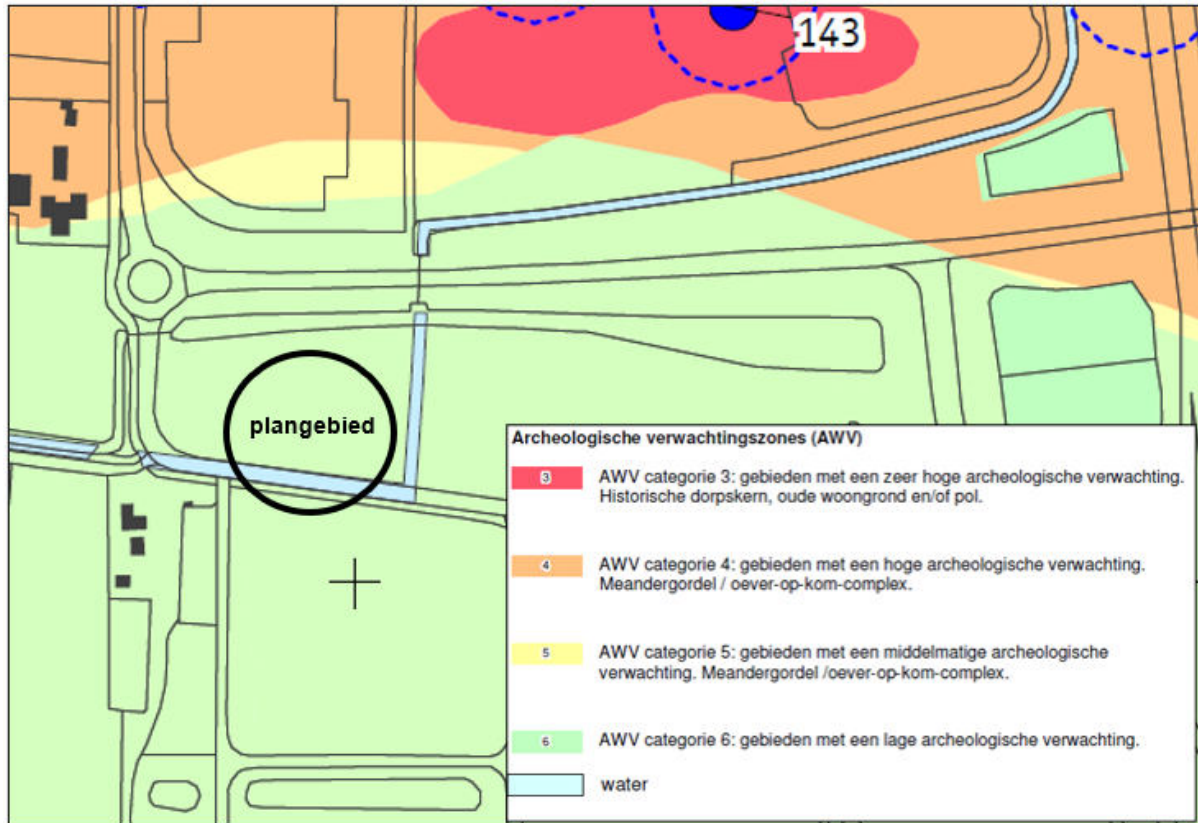 143
plangebied
Archeologische verwachtingszones (AWV)
3
AWV categorie 3: gebieden met een zeer hoge archeologische verwachting.
Historische dorpskern, oude woongrond en/of pol.
4
AWV categorie 4: gebieden met een hoge archeologische verwachting.
Meandergordel / oever-op-kom-complex.
5
AWV categorie 5: gebieden met een middelmatige archeologische
verwachting. Meandergordel /oever-op-kom-complex.
6
AWV categorie 6: gebieden met een lage archeologische verwachting.
water